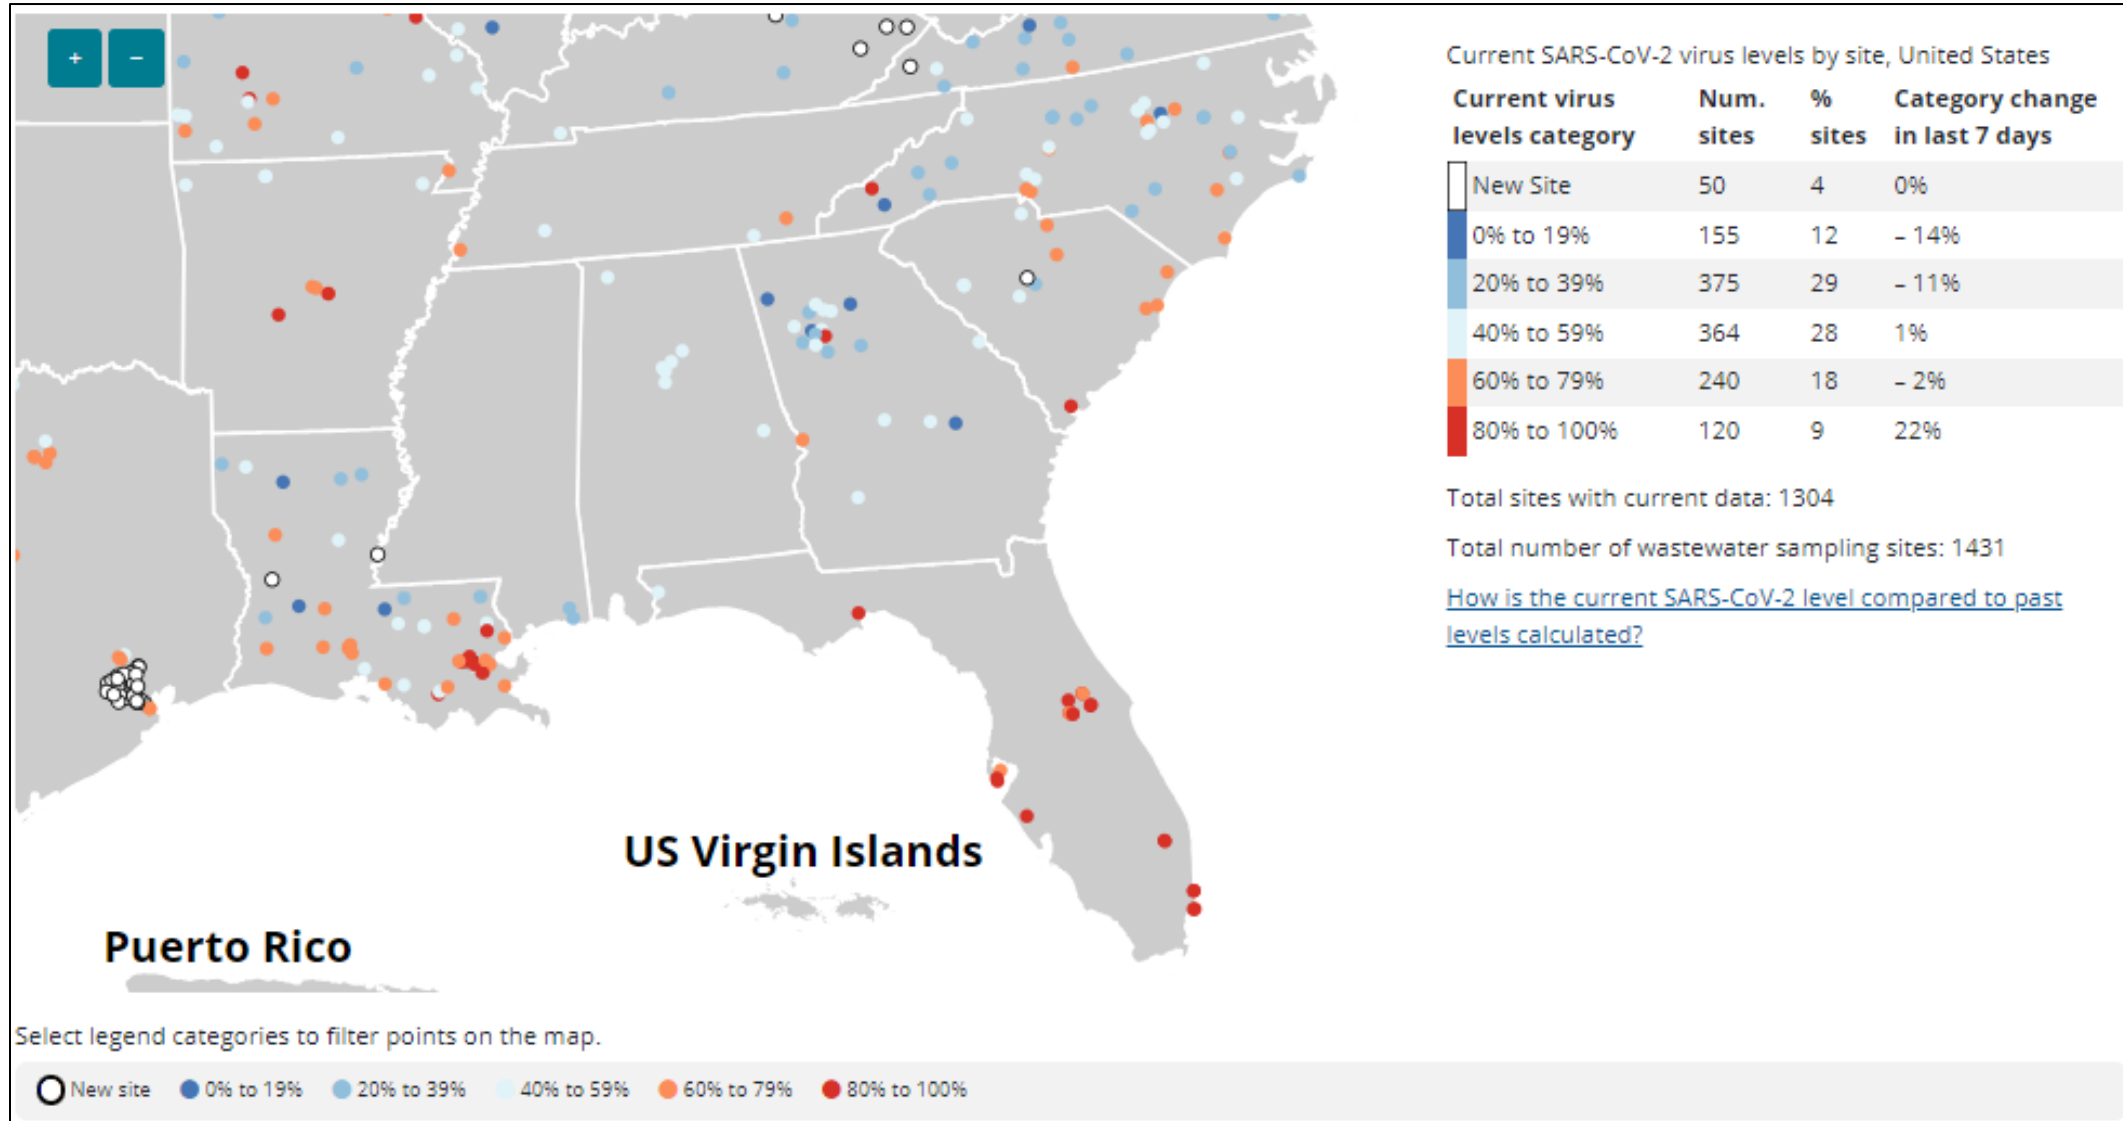 + −
Current SARS-CoV-2 virus levels by site, United States
Current virus levels category Num. sites % sites Category change in last 7 days
New Site 50 4 0%
0% to 19% 155 12 – 14%
20% to 39% 375 29 – 11%
40% to 59% 364 28 1%
60% to 79% 240 18 – 2%
80% to 100% 120 9 22%
Total sites with current data: 1304
Total number of wastewater sampling sites: 1431
How is the current SARS-CoV-2 level compared to past
levels calculated?
US Virgin Islands
Puerto Rico
Select legend categories to filter points on the map.
New site 0% to 19% 20% to 39% 40% to 59% 60% to 79% 80% to 100%